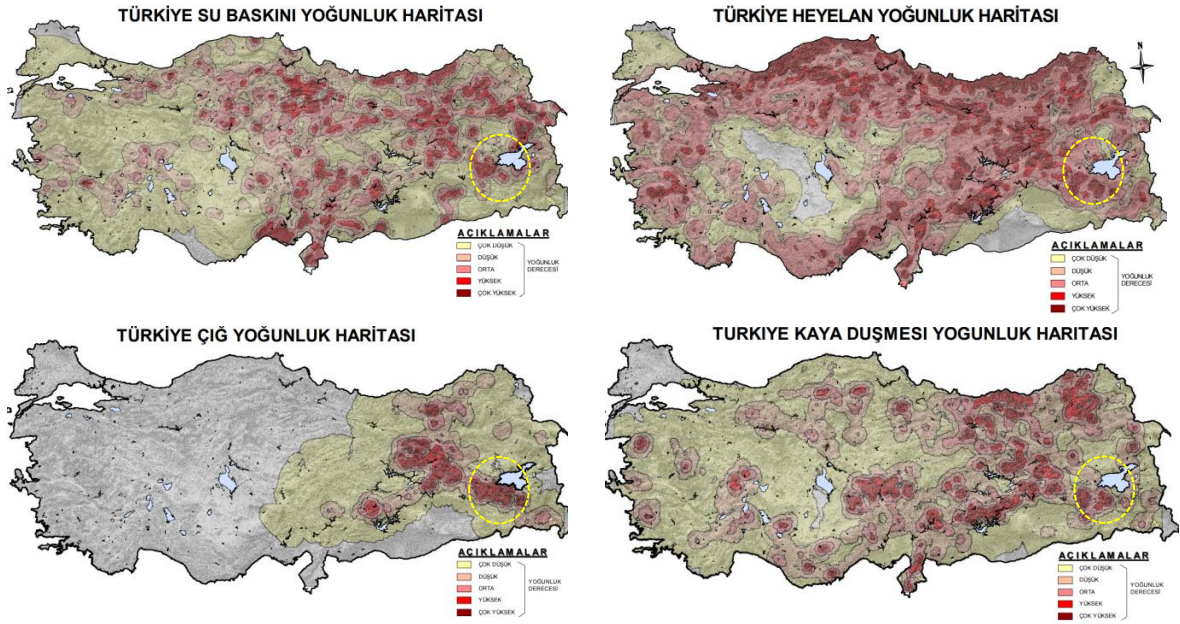 TÜRKİYE SU BASKINI YOĞUNLUK HARİTASI
AÇIKLAMALAR
ÇOK DÜŞÜK
DÜŞÜK
ORTA
YÜKSEK
ÇOK YÜKSEK
YOĞUNLUK
DERECESİ
TÜRKİYE HEYELAN YOĞUNLUK HARİTASI
N
AÇIKLAMALAR
ÇOK DÜŞÜK
DÜŞÜK
ORTA
YÜKSEK
ÇOK YÜKSEK
YOĞUNLUK
DERECESİ
TÜRKİYE ÇIĞ YOĞUNLUK HARİTASI
AÇIKLAMALAR
ÇOK DÜŞÜK
DÜŞÜK
ORTA
YÜKSEK
ÇOK YÜKSEK
YOĞUNLUK
DERECESİ
TURKIYE KAYA DUŞMESI YOGUNLUK HARİTASI
AÇIKLAMALAR
ÇOK DÜŞÜK
DÜŞÜK
ORTA
YÜKSEK
ÇOK YÜKSEK
YOĞUNLUK
DERECESİ